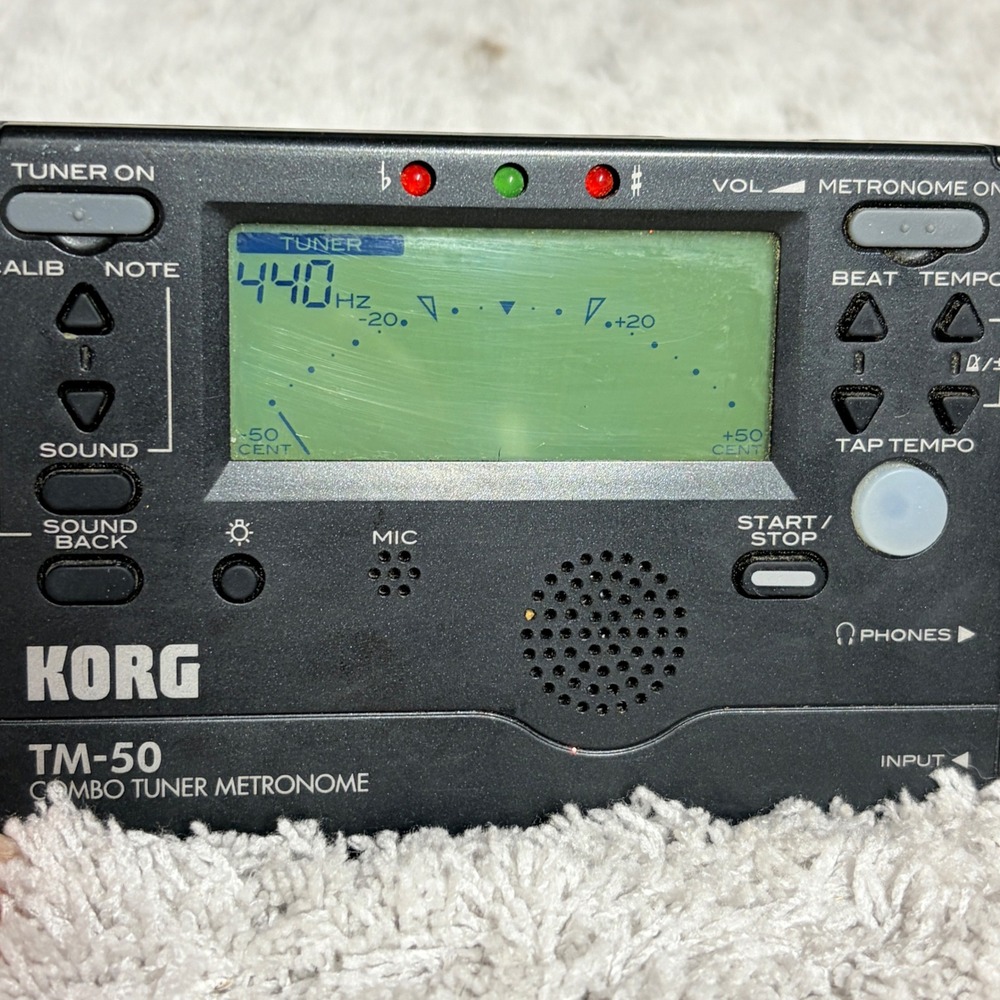 TUNER ON
♭
♯
VOL
METRONOME ON
CALIB NOTE
TUNER
440 Hz
-20
+20
-50
CENT
+50
CENT
BEAT TEMPO
SOUND
SOUND
BACK
TAP TEMPO
MIC
START/
STOP
PHONES
KORG
TM-50
COMBO TUNER METRONOME
INPUT